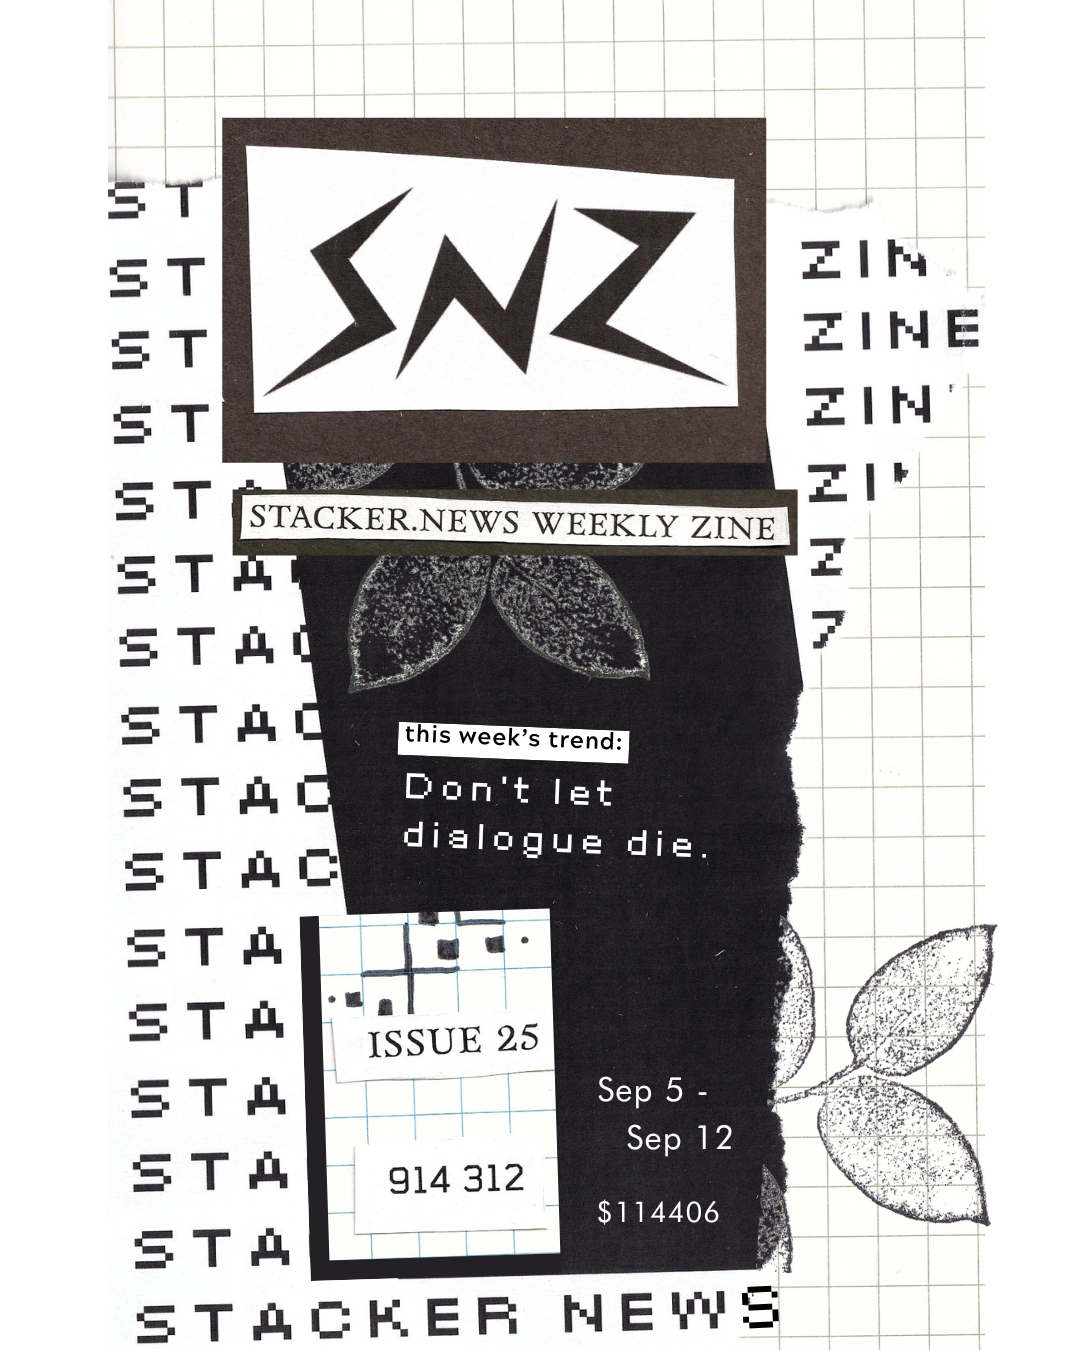 SNZ
ST
ST
ST
ST
ST
STA
STAC
STAC
STAC
STAC
STA
STA
STA
STA
STA
STACKER NEWS
ZIN
ZINE
ZIN
ZI
Z
STACKER.NEWS WEEKLY ZINE
this week's trend:
Don't let
dialogue die.
ISSUE 25
914 312
Sep 5 -
Sep 12
$114406